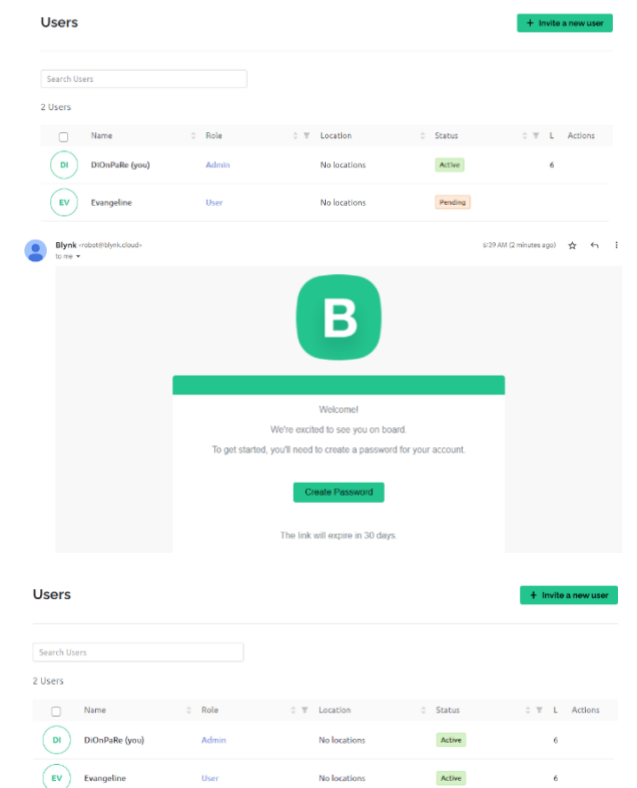 Users
+ Invite a new user
Search Users
2 Users
Name Role Location Status L Actions
DI DiOnPaRe (you) Admin No locations Active 6
EV Evangeline User No locations Pending
Blynk <robot@blynk.cloud>
to me
AM (2 minutes ago)
B
Welcome!
We're excited to see you on board.
To get started, you'll need to create a password for your account.
Create Password
The link will expire in 30 days
Users
+ Invite a new user
Search Users
2 Users
Name Role Location Status L Actions
DI DiOnPaRe (you) Admin No locations Active 6
EV Evangeline User No locations Active 6